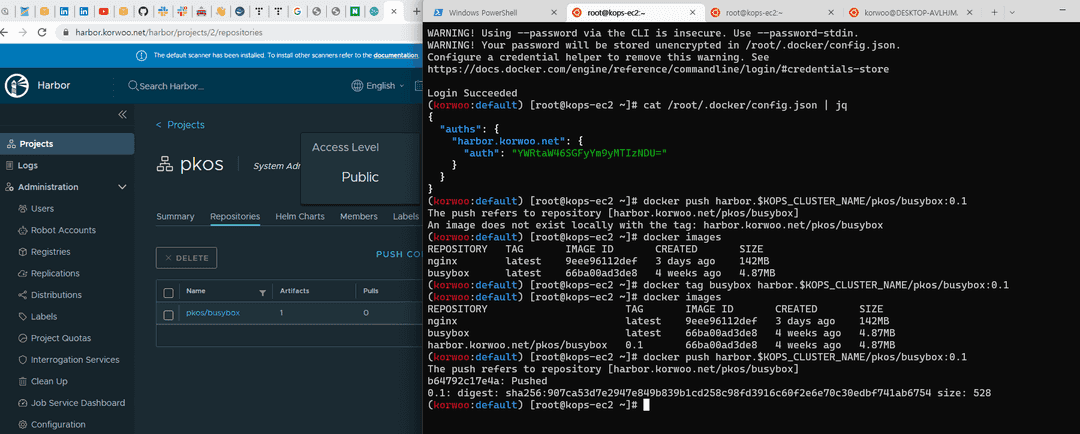 harbor.korwoo.net/harbor/projects/2/repositories
The default scanner has been installed. To install other scanners refer to the documentation.
Harbor
Search Harbor...
English
< Projects
pkos
System Adr
Access Level
Public
Projects
Logs
Administration
Users
Robot Accounts
Registries
Replications
Distributions
Labels
Project Quotas
Interrogation Services
Clean Up
Job Service Dashboard
Configuration
Summary
Repositories
Helm Charts
Members
Labels
× DELETE
PUSH CO
Name
Artifacts
Pulls
pkos/busybox
1
0
Windows PowerShell
root@kops-ec2:~
root@kops-ec2:~
korwoo@DESKTOP-AVLHJM
WARNING! Using --password via the CLI is insecure. Use --password-stdin.
WARNING! Your password will be stored unencrypted in /root/.docker/config.json.
Configure a credential helper to remove this warning. See
https://docs.docker.com/engine/reference/commandline/login/#credentials-store
Login Succeeded
(korwoo:default) [root@kops-ec2 ~]# cat /root/.docker/config.json | jq
{
"auths": {
"harbor.korwoo.net": {
"auth": "YWRtaW46SGFyYm9yMTIzNDU="
}
}
}
(korwoo:default) [root@kops-ec2 ~]# docker push harbor.$KOPS_CLUSTER_NAME/pkos/busybox:0.1
The push refers to repository [harbor.korwoo.net/pkos/busybox]
An image does not exist locally with the tag: harbor.korwoo.net/pkos/busybox
(korwoo:default) [root@kops-ec2 ~]# docker images
REPOSITORY TAG IMAGE ID CREATED SIZE
nginx latest 9eee96112def 3 days ago 142MB
busybox latest 66ba00ad3de8 4 weeks ago 4.87MB
(korwoo:default) [root@kops-ec2 ~]# docker tag busybox harbor.$KOPS_CLUSTER_NAME/pkos/busybox:0.1
(korwoo:default) [root@kops-ec2 ~]# docker images
REPOSITORY TAG IMAGE ID CREATED SIZE
nginx latest 9eee96112def 3 days ago 142MB
busybox latest 66ba00ad3de8 4 weeks ago 4.87MB
harbor.korwoo.net/pkos/busybox 0.1 66ba00ad3de8 4 weeks ago 4.87MB
(korwoo:default) [root@kops-ec2 ~]# docker push harbor.$KOPS_CLUSTER_NAME/pkos/busybox:0.1
The push refers to repository [harbor.korwoo.net/pkos/busybox]
b64792c17e4a: Pushed
0.1: digest: sha256:907ca53d7e2947e849b839b1cd258c98fd3916c60f2e6e70c30edbf741ab6754 size: 528
(korwoo:default) [root@kops-ec2 ~]#